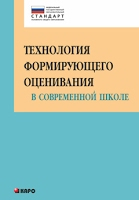 СТАНДАРТ
ТЕХНОЛОГИЯ
ФОРМИРУЮЩЕГО
ОЦЕНИВАНИЯ
В СОВРЕМЕННОЙ ШКОЛЕ
КАРО